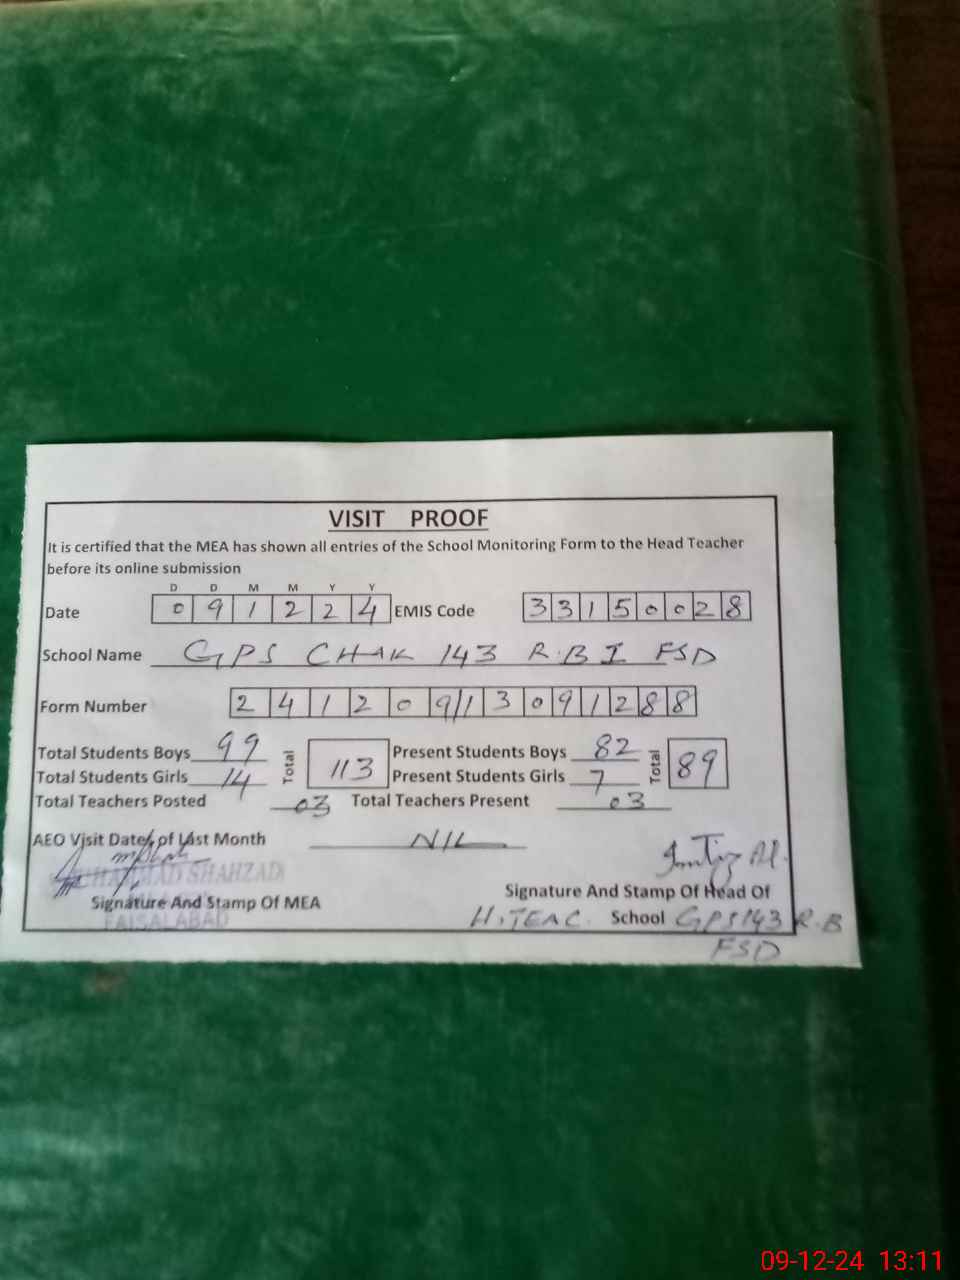 VISIT PROOF
It is certified that the MEA has shown all entries of the School Monitoring Form to the Head Teacher
before its online submission
D D M M Y Y
Date 0 9 1 2 2 4 EMIS Code 3 3 1 5 0 0 2 8
School Name GPS CHAK 143 R.B I FSD
Form Number 2 4 1 2 0 9 1 1 3 0 9 1 2 8 8
Total Students Boys 99 Total 113 Present Students Boys 82 Total 89
Total Students Girls 14 Present Students Girls 7
Total Teachers Posted 03 Total Teachers Present 03
AEO Visit Dates of Last Month NIL
MUHAMMAD SHAHZAD
Signature And Stamp Of MEA Signature And Stamp Of Head Of
FAISALABAD H.TEAC. School GPS 143 R.B
FSD
09-12-24 13:11